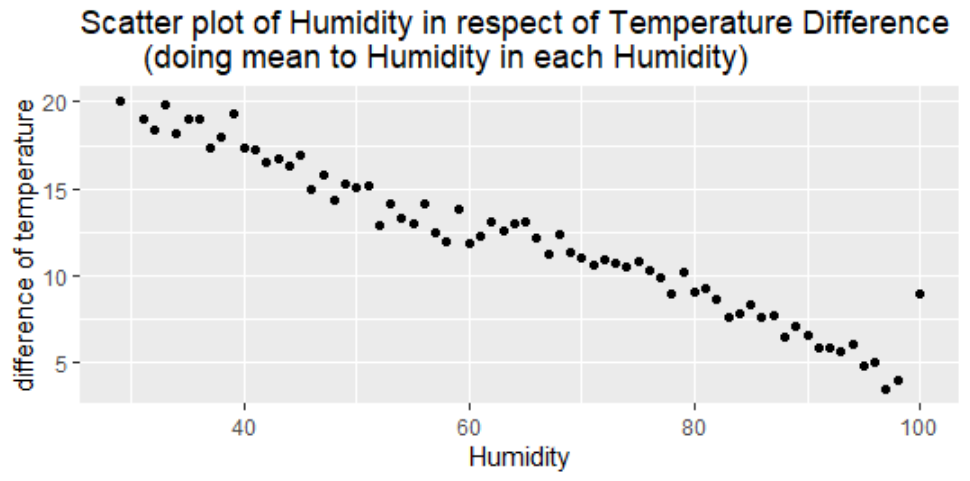 Scatter plot of Humidity in respect of Temperature Difference
(doing mean to Humidity in each Humidity)
difference of temperature
20
15
10
5
40
60
80
100
Humidity